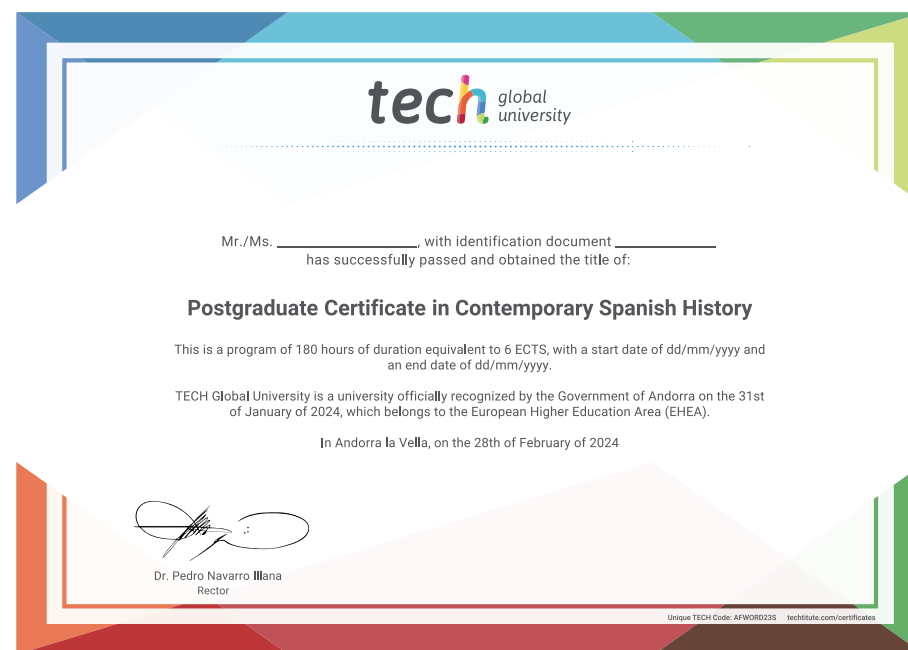 tech global university
Mr./Ms. ____________________, with identification document ______________
has successfully passed and obtained the title of:
Postgraduate Certificate in Contemporary Spanish History
This is a program of 180 hours of duration equivalent to 6 ECTS, with a start date of dd/mm/yyyy and
an end date of dd/mm/yyyy.
TECH Global University is a university officially recognized by the Government of Andorra on the 31st
of January of 2024, which belongs to the European Higher Education Area (EHEA).
In Andorra la Vella, on the 28th of February of 2024
Dr. Pedro Navarro Illana
Rector
Unique TECH Code: AFWORD23S techtitute.com/certificates